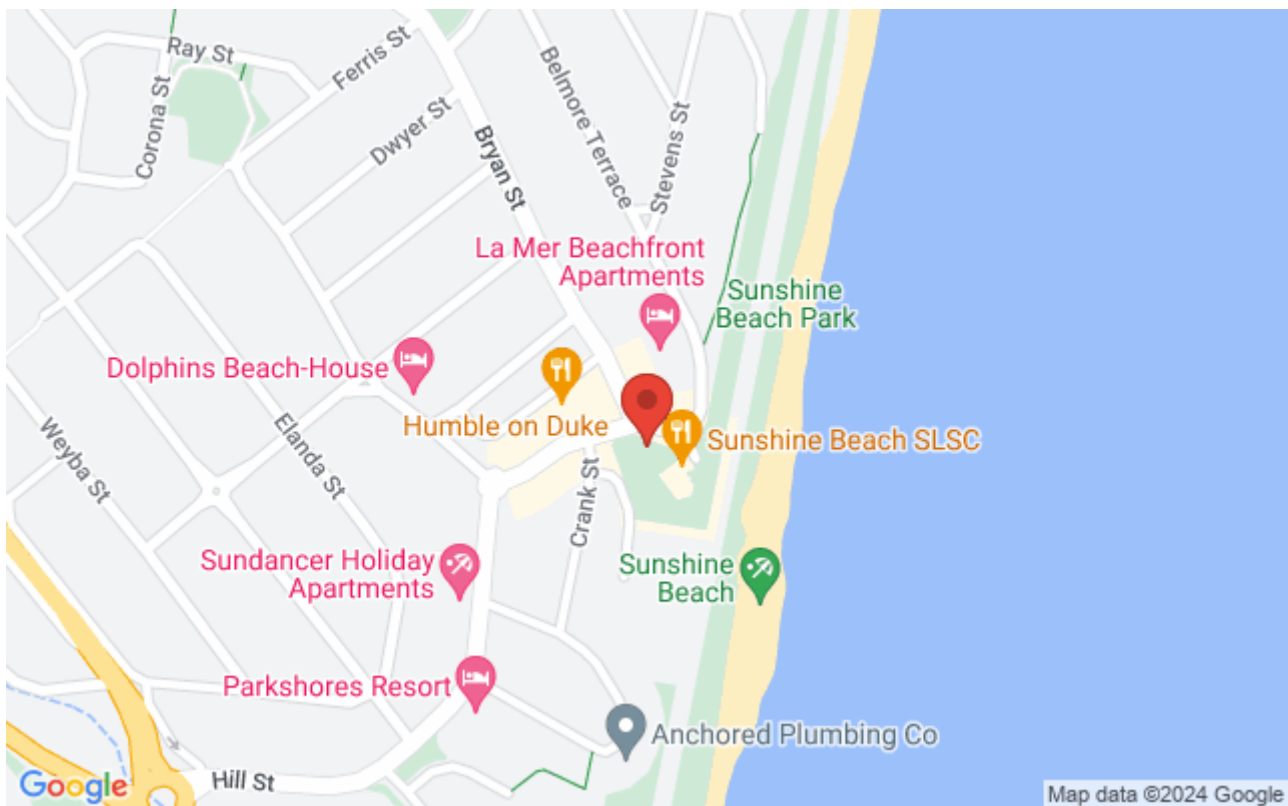 Ray St
Ferris St
Corona St
Dwyer St
Bryan St
Belmore Terrace
Stevens St
La Mer Beachfront
Apartments
Sunshine
Beach Park
Dolphins Beach-House
Humble on Duke
Sunshine Beach SLSC
Weyba St
Elanda St
Crank St
Sundancer Holiday
Apartments
Sunshine
Beach
Parkshores Resort
Anchored Plumbing Co
Hill St
Google
Map data ©2024 Google